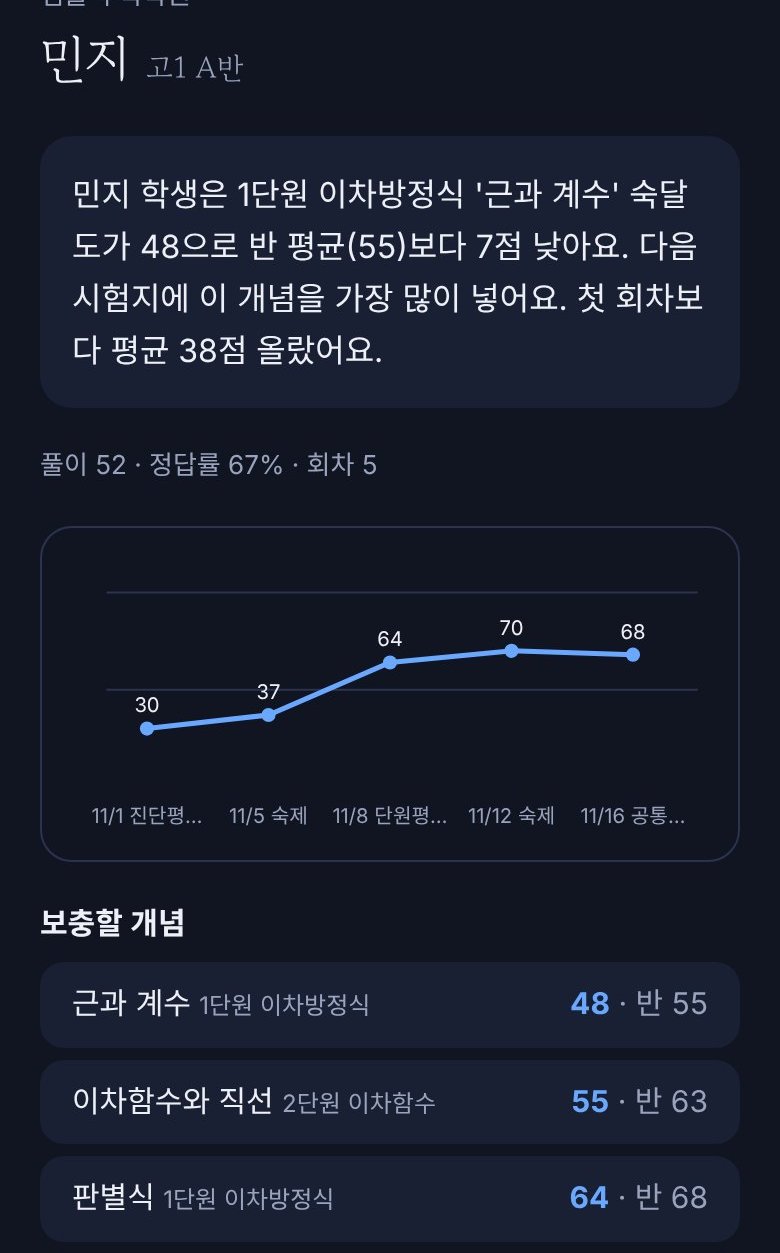 민지 고1 A반
민지 학생은 1단원 이차방정식 '근과 계수' 숙달
도가 48으로 반 평균(55)보다 7점 낮아요. 다음
시험지에 이 개념을 가장 많이 넣어요. 첫 회차보
다 평균 38점 올랐어요.
풀이 52 · 정답률 67% · 회차 5
30
37
64
70
68
11/1 진단평... 11/5 숙제 11/8 단원평... 11/12 숙제 11/16 공통...
보충할 개념
근과 계수 1단원 이차방정식 48 · 반 55
이차함수와 직선 2단원 이차함수 55 · 반 63
판별식 1단원 이차방정식 64 · 반 68